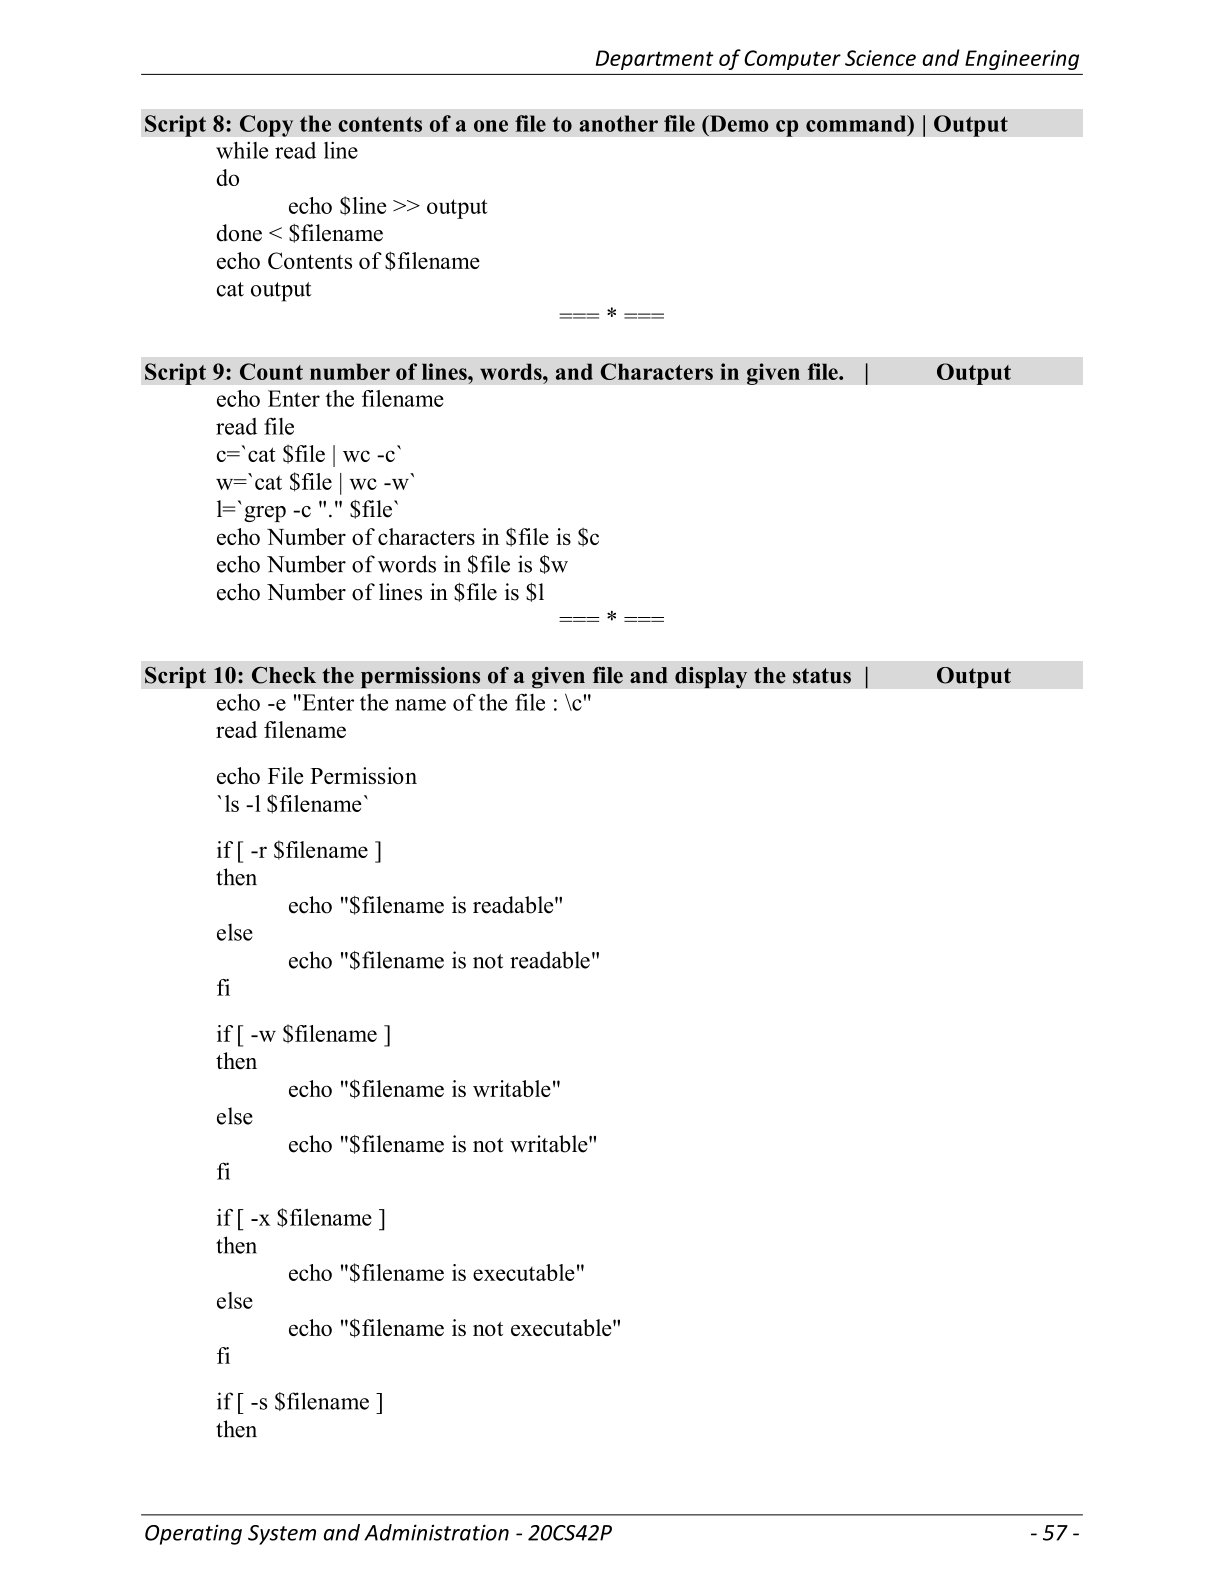 Department of Computer Science and Engineering
Script 8: Copy the contents of a one file to another file (Demo cp command) | Output
while read line
do
echo $line >> output
done < $filename
echo Contents of $filename
cat output
=== * ===
Script 9: Count number of lines, words, and Characters in given file. | Output
echo Enter the filename
read file
c=`cat $file | wc -c`
w=`cat $file | wc -w`
l=`grep -c "." $file`
echo Number of characters in $file is $c
echo Number of words in $file is $w
echo Number of lines in $file is $l
=== * ===
Script 10: Check the permissions of a given file and display the status | Output
echo -e "Enter the name of the file : \c"
read filename
echo File Permission
`ls -l $filename`
if [ -r $filename ]
then
echo "$filename is readable"
else
echo "$filename is not readable"
fi
if [ -w $filename ]
then
echo "$filename is writable"
else
echo "$filename is not writable"
fi
if [ -x $filename ]
then
echo "$filename is executable"
else
echo "$filename is not executable"
fi
if [ -s $filename ]
then
Operating System and Administration - 20CS42P - 57 -